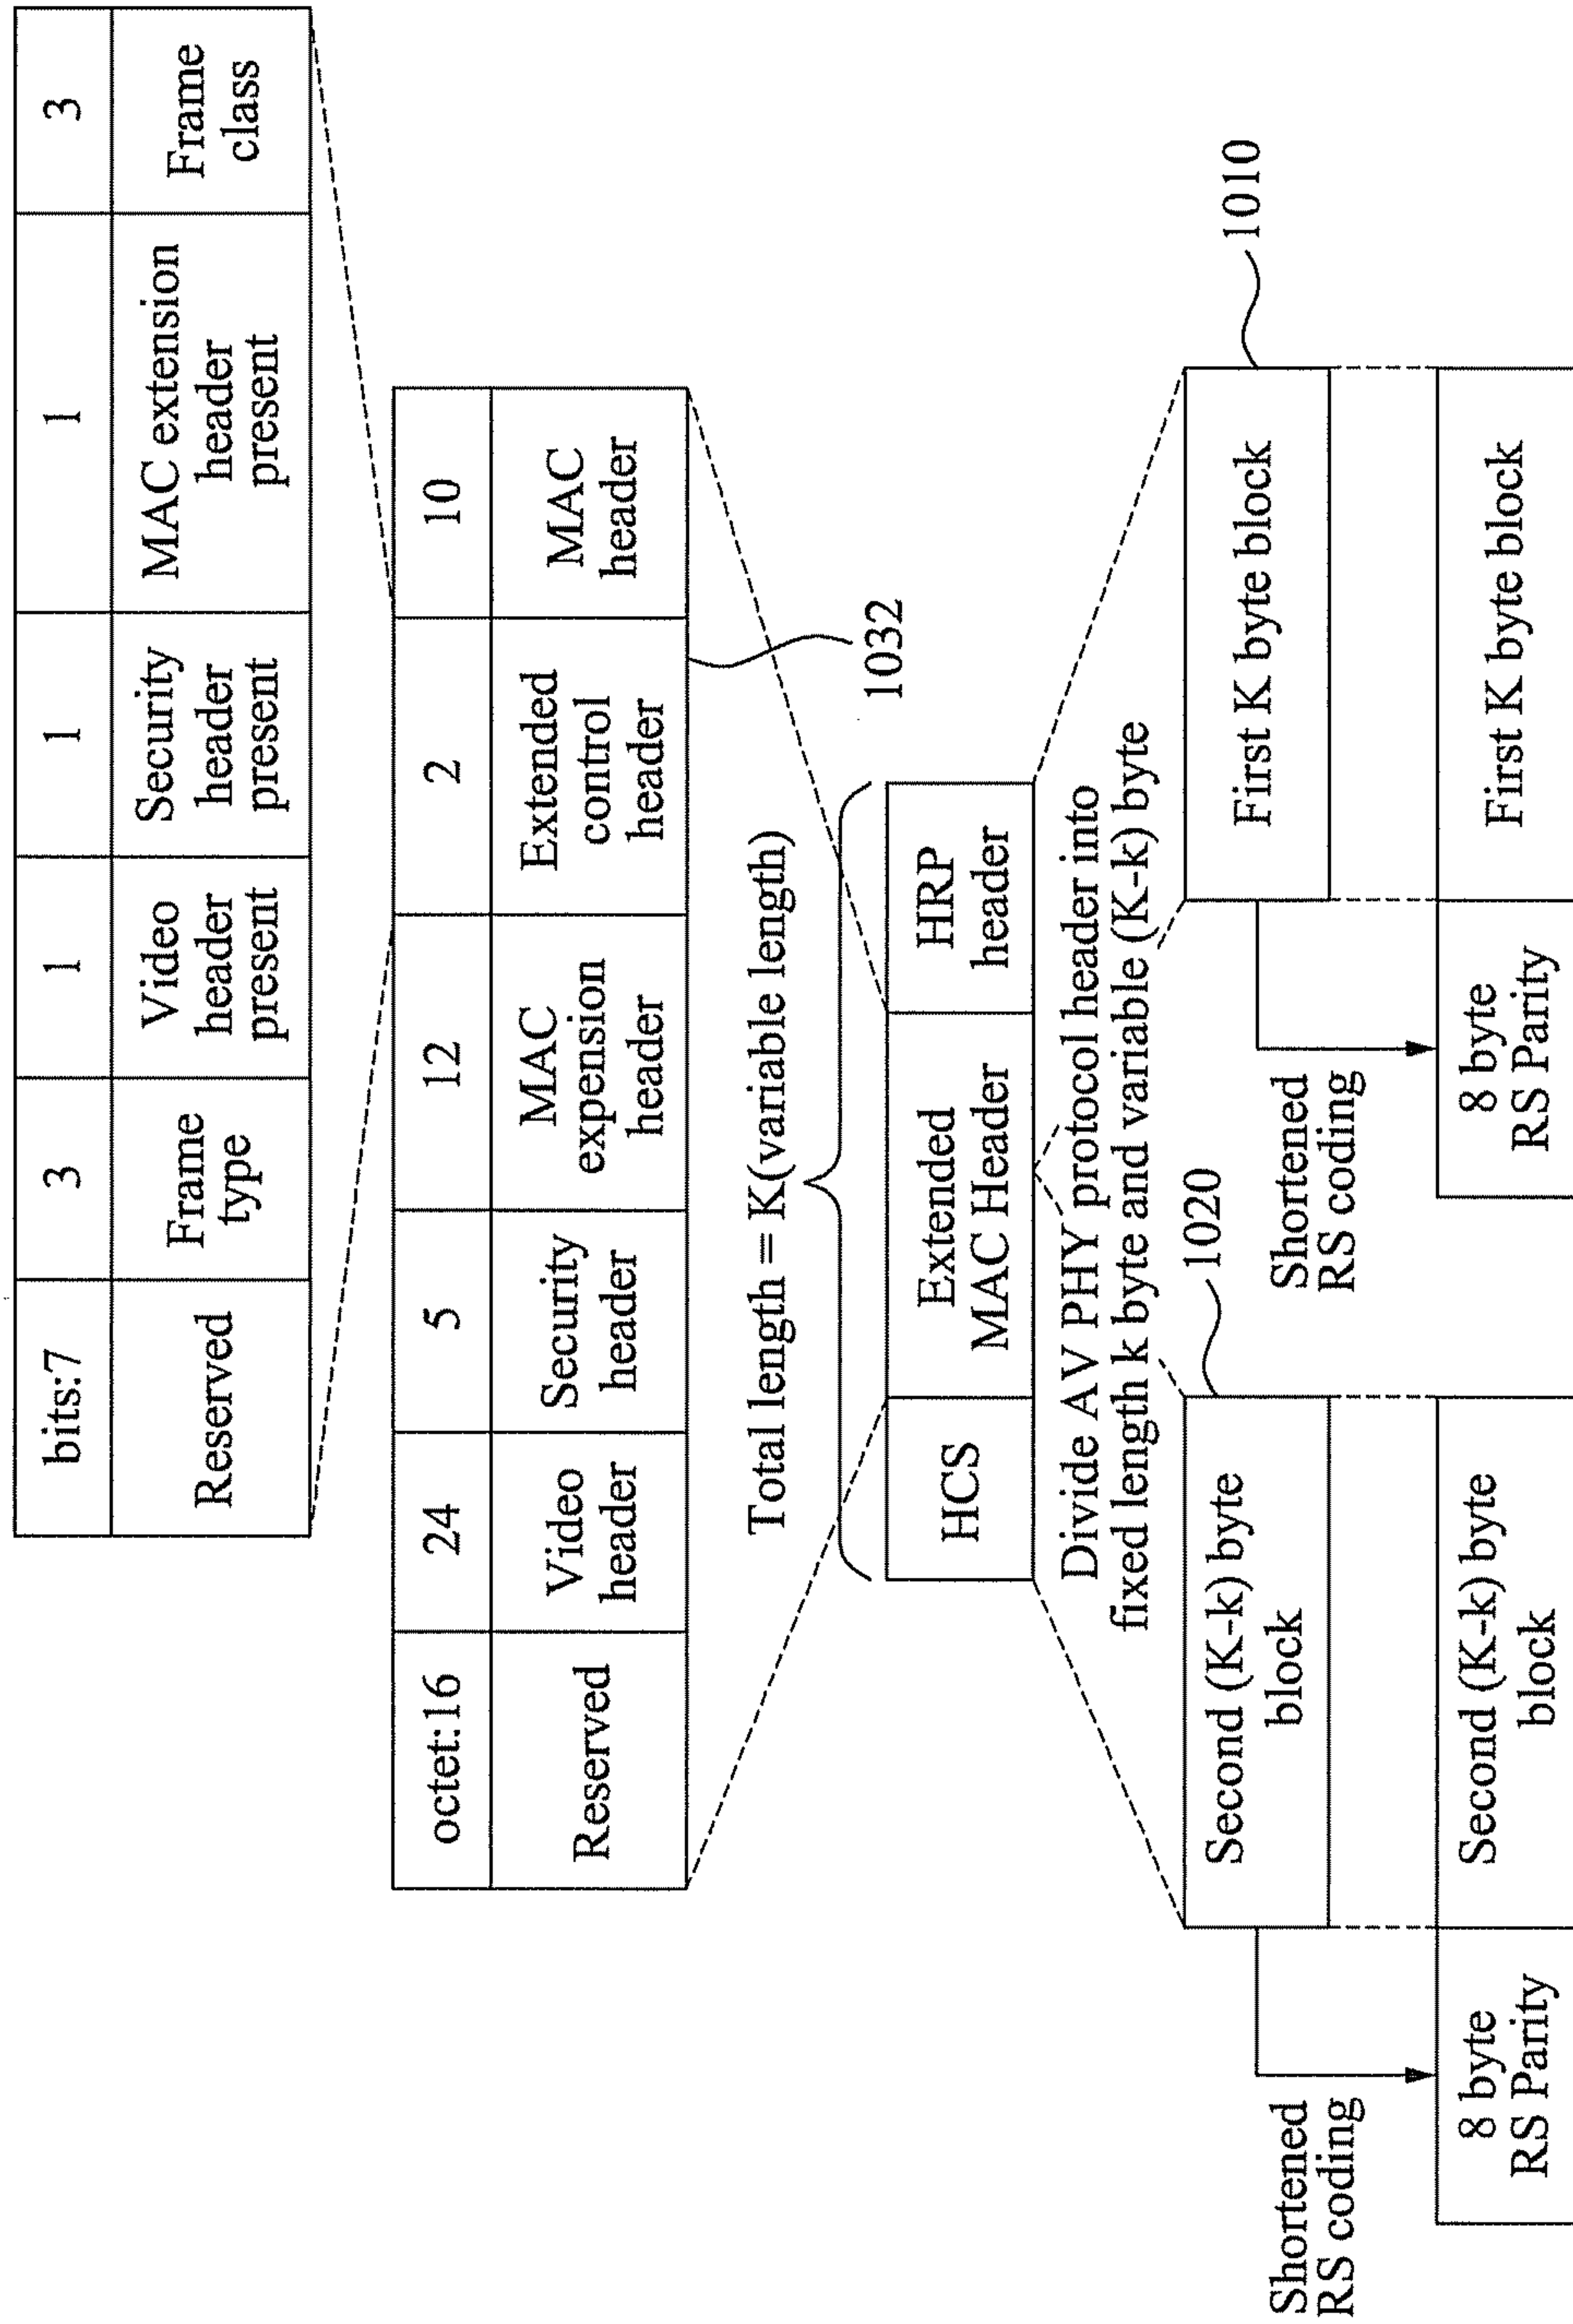 bits:7
3
1
1
1
3
Reserved
Frame
type
Video
header
present
Security
header
present
MAC extension
header
present
Frame
class
octet:16
24
5
12
2
10
Reserved
Video
header
Security
header
MAC
expension
header
Extended
control
header
MAC
header
1032
Total length = K(variable length)
HCS
Extended
MAC Header
HRP
header
Divide AV PHY protocol header into
fixed length k byte and variable (K-k) byte
1020
1010
Second (K-k) byte
block
First K byte block
Shortened
RS coding
Shortened
RS coding
8 byte
RS Parity
Second (K-k) byte
block
8 byte
RS Parity
First K byte block